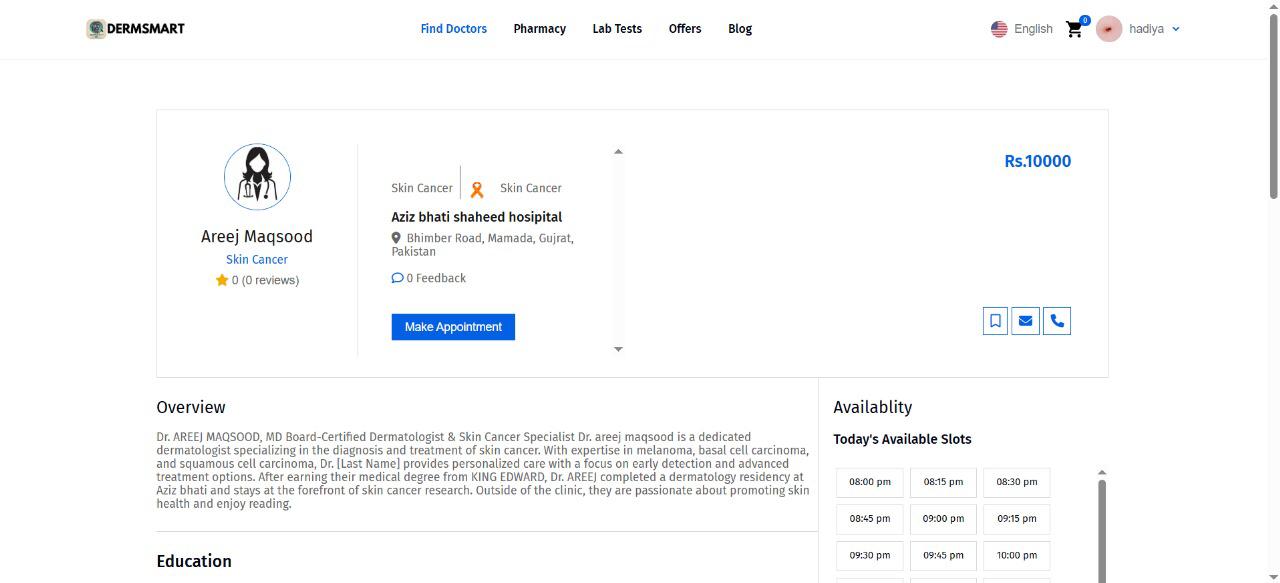 DERMSMART
Find Doctors
Pharmacy
Lab Tests
Offers
Blog
English
0
hadiya
Areej Maqsood
Skin Cancer
0 (0 reviews)
Skin Cancer
Skin Cancer
Aziz bhati shaheed hosipital
Bhimber Road, Mamada, Gujrat,
Pakistan
0 Feedback
Make Appointment
Rs.10000
Overview
Dr. AREEJ MAQSOOD, MD Board-Certified Dermatologist & Skin Cancer Specialist Dr. areej maqsood is a dedicated
dermatologist specializing in the diagnosis and treatment of skin cancer. With expertise in melanoma, basal cell carcinoma,
and squamous cell carcinoma, Dr. [Last Name] provides personalized care with a focus on early detection and advanced
treatment options. After earning their medical degree from KING EDWARD, Dr. AREEJ completed a dermatology residency at
Aziz bhati and stays at the forefront of skin cancer research. Outside of the clinic, they are passionate about promoting skin
health and enjoy reading.
Education
Availablity
Today's Available Slots
08:00 pm
08:15 pm
08:30 pm
08:45 pm
09:00 pm
09:15 pm
09:30 pm
09:45 pm
10:00 pm